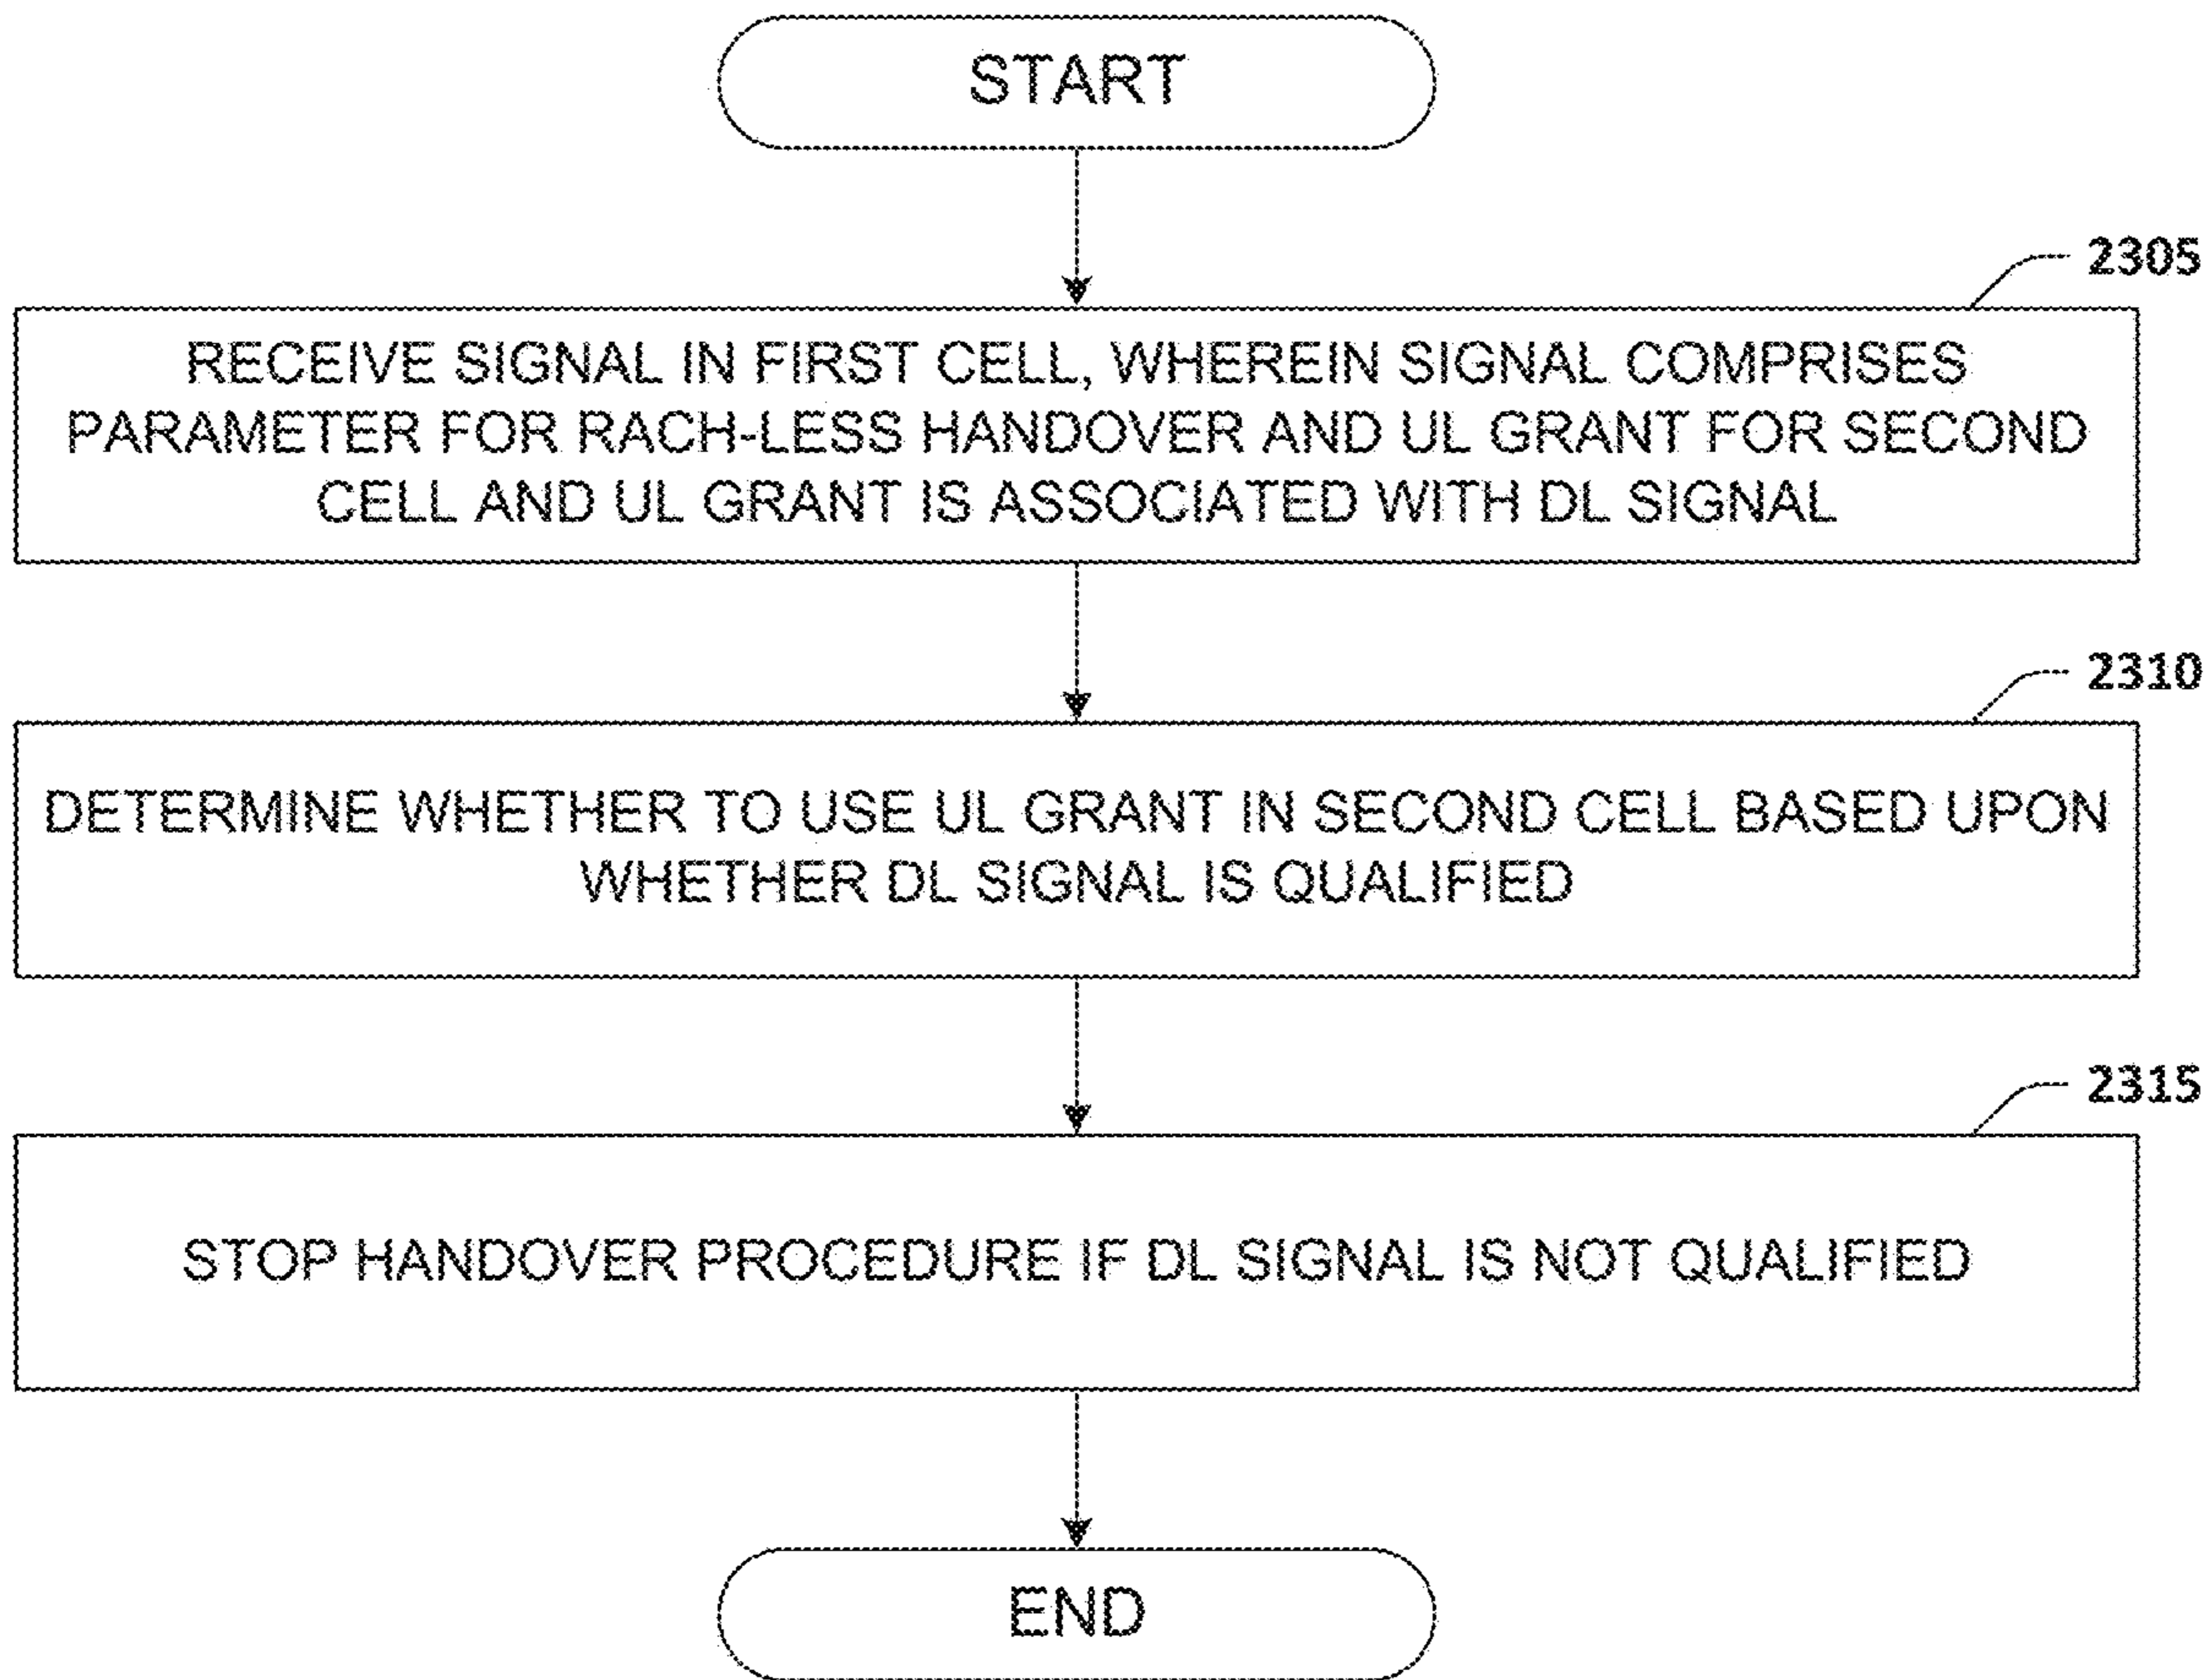 START
2305
RECEIVE SIGNAL IN FIRST CELL, WHEREIN SIGNAL COMPRISES
PARAMETER FOR RACH-LESS HANDOVER AND UL GRANT FOR SECOND
CELL AND UL GRANT IS ASSOCIATED WITH DL SIGNAL
2310
DETERMINE WHETHER TO USE UL GRANT IN SECOND CELL BASED UPON
WHETHER DL SIGNAL IS QUALIFIED
2315
STOP HANDOVER PROCEDURE IF DL SIGNAL IS NOT QUALIFIED
END